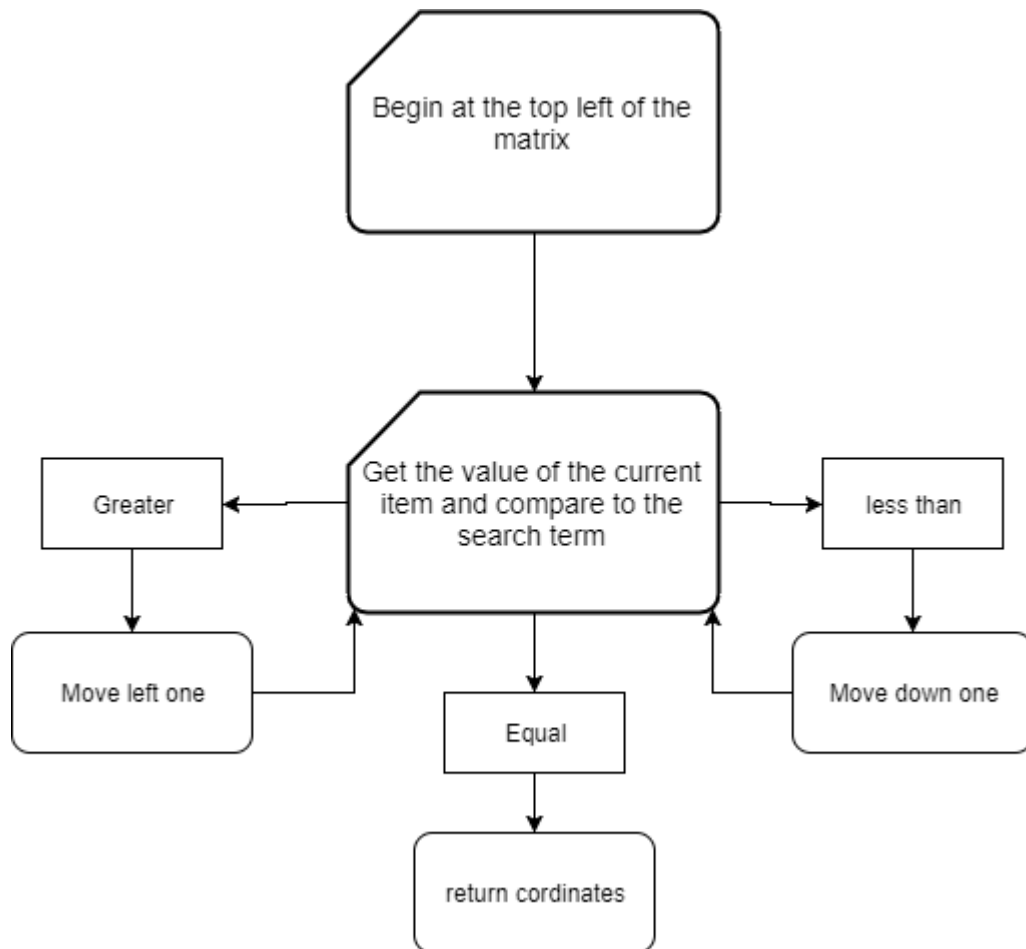 Begin at the top left of the
matrix
Get the value of the current
item and compare to the
search term
Greater
less than
Move left one
Move down one
Equal
return cordinates